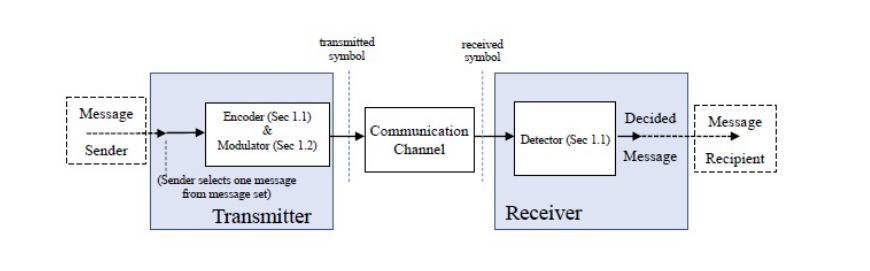 transmitted
symbol
received
symbol
Message
Sender
Encoder (Sec 1.1)
&
Modulator (Sec 1.2)
(Sender selects one message
from message set)
Transmitter
Communication
Channel
Detector (Sec 1.1)
Decided
Message
Receiver
Message
Recipient